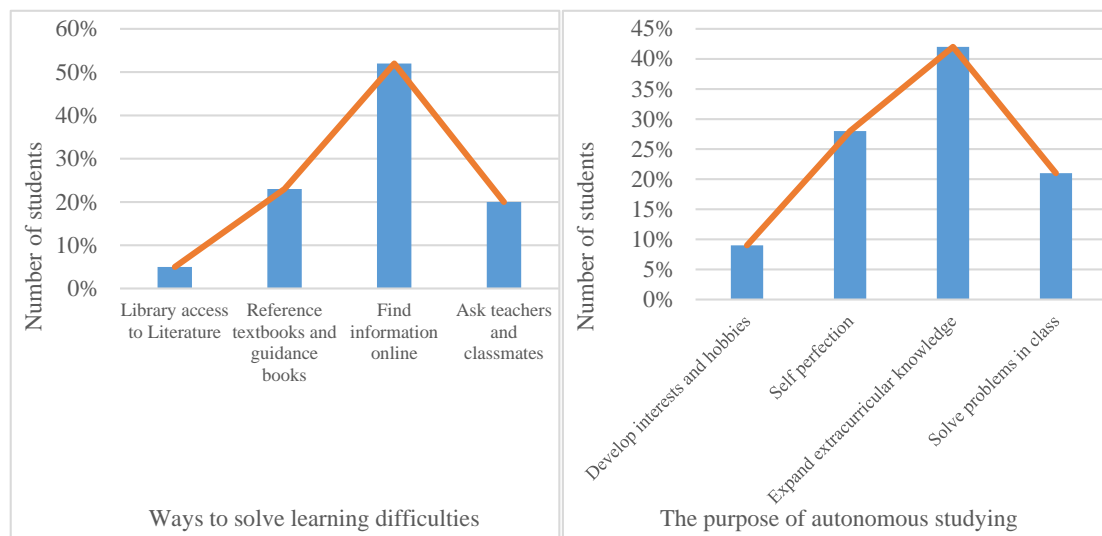 60%
50%
40%
30%
20%
10%
0%
Number of students
Library access
to Literature
Reference
textbooks and
guidance
books
Find
information
online
Ask teachers
and
classmates
Ways to solve learning difficulties
45%
40%
35%
30%
25%
20%
15%
10%
5%
0%
Number of students
Develop interests and hobbies
Self perfection
Expand extracurricular knowledge
Solve problems in class
The purpose of autonomous studying